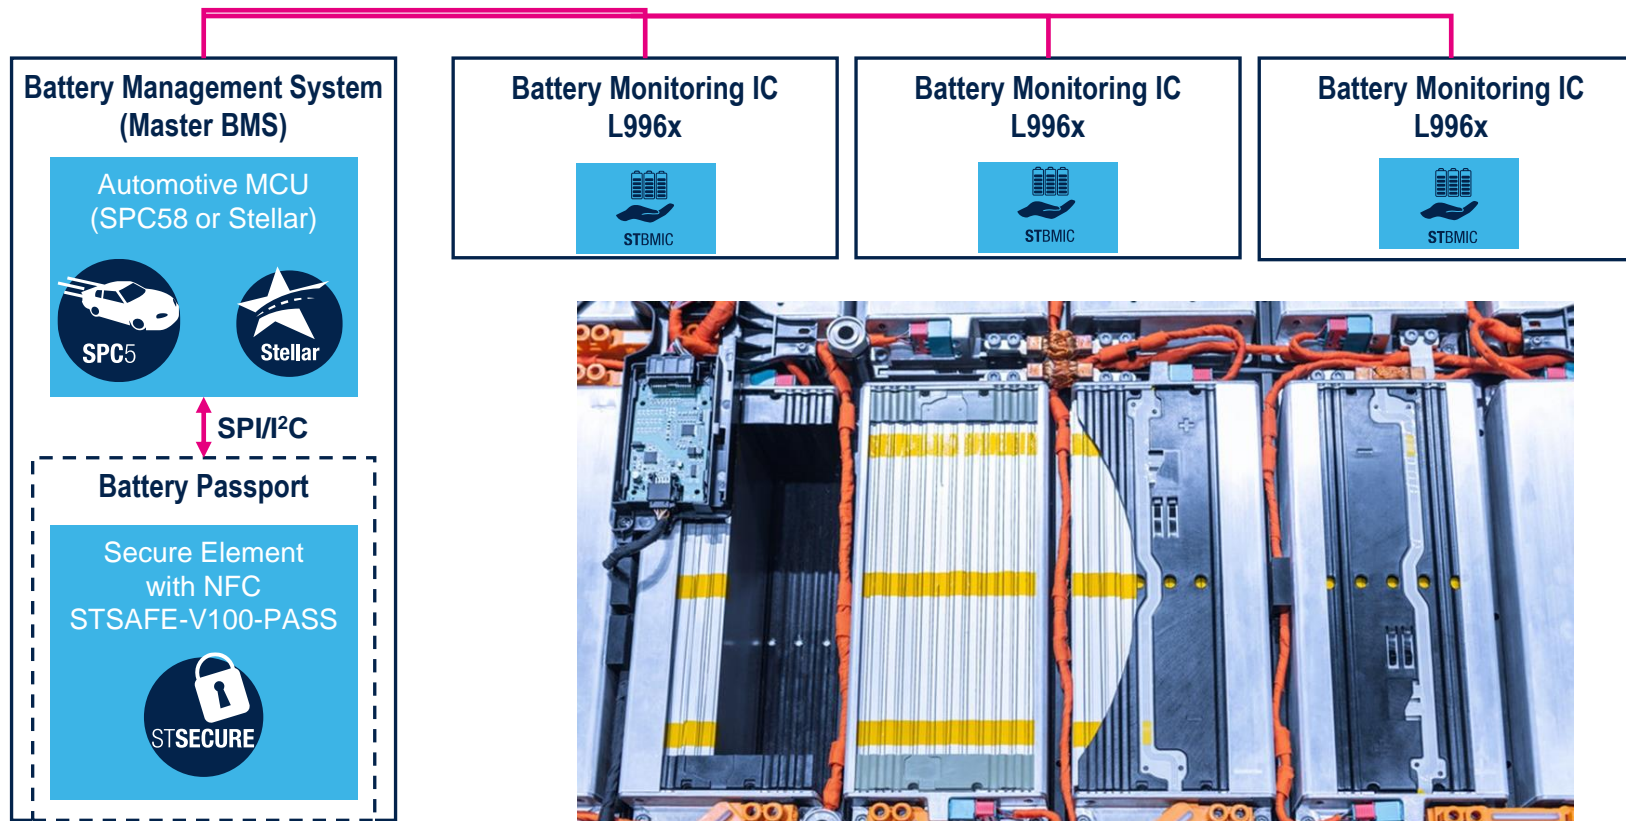 Battery Management System
(Master BMS)
Automotive MCU
(SPC58 or Stellar)
SPC5
Stellar
SPI/I²C
Battery Passport
Secure Element
with NFC
STSAFE-V100-PASS
STSECURE
Battery Monitoring IC
L996x
STBMIC
Battery Monitoring IC
L996x
STBMIC
Battery Monitoring IC
L996x
STBMIC